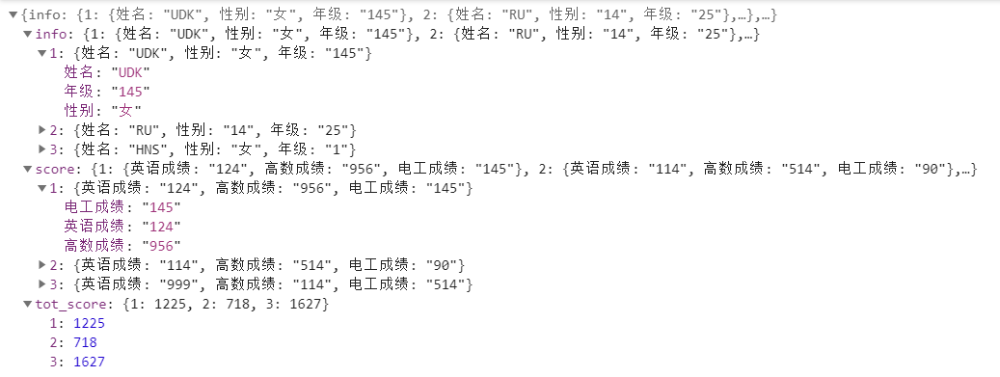 {info: {1: {姓名: "UDK", 性别: "女", 年级: "145"}, 2: {姓名: "RU", 性别: "14", 年级: "25"},…},…}
info: {1: {姓名: "UDK", 性别: "女", 年级: "145"}, 2: {姓名: "RU", 性别: "14", 年级: "25"},…}
1: {姓名: "UDK", 性别: "女", 年级: "145"}
姓名: "UDK"
年级: "145"
性别: "女"
2: {姓名: "RU", 性别: "14", 年级: "25"}
3: {姓名: "HNS", 性别: "女", 年级: "1"}
score: {1: {英语成绩: "124", 高数成绩: "956", 电工成绩: "145"}, 2: {英语成绩: "114", 高数成绩: "514", 电工成绩: "90"},…}
1: {英语成绩: "124", 高数成绩: "956", 电工成绩: "145"}
电工成绩: "145"
英语成绩: "124"
高数成绩: "956"
2: {英语成绩: "114", 高数成绩: "514", 电工成绩: "90"}
3: {英语成绩: "999", 高数成绩: "114", 电工成绩: "514"}
tot_score: {1: 1225, 2: 718, 3: 1627}
1: 1225
2: 718
3: 1627